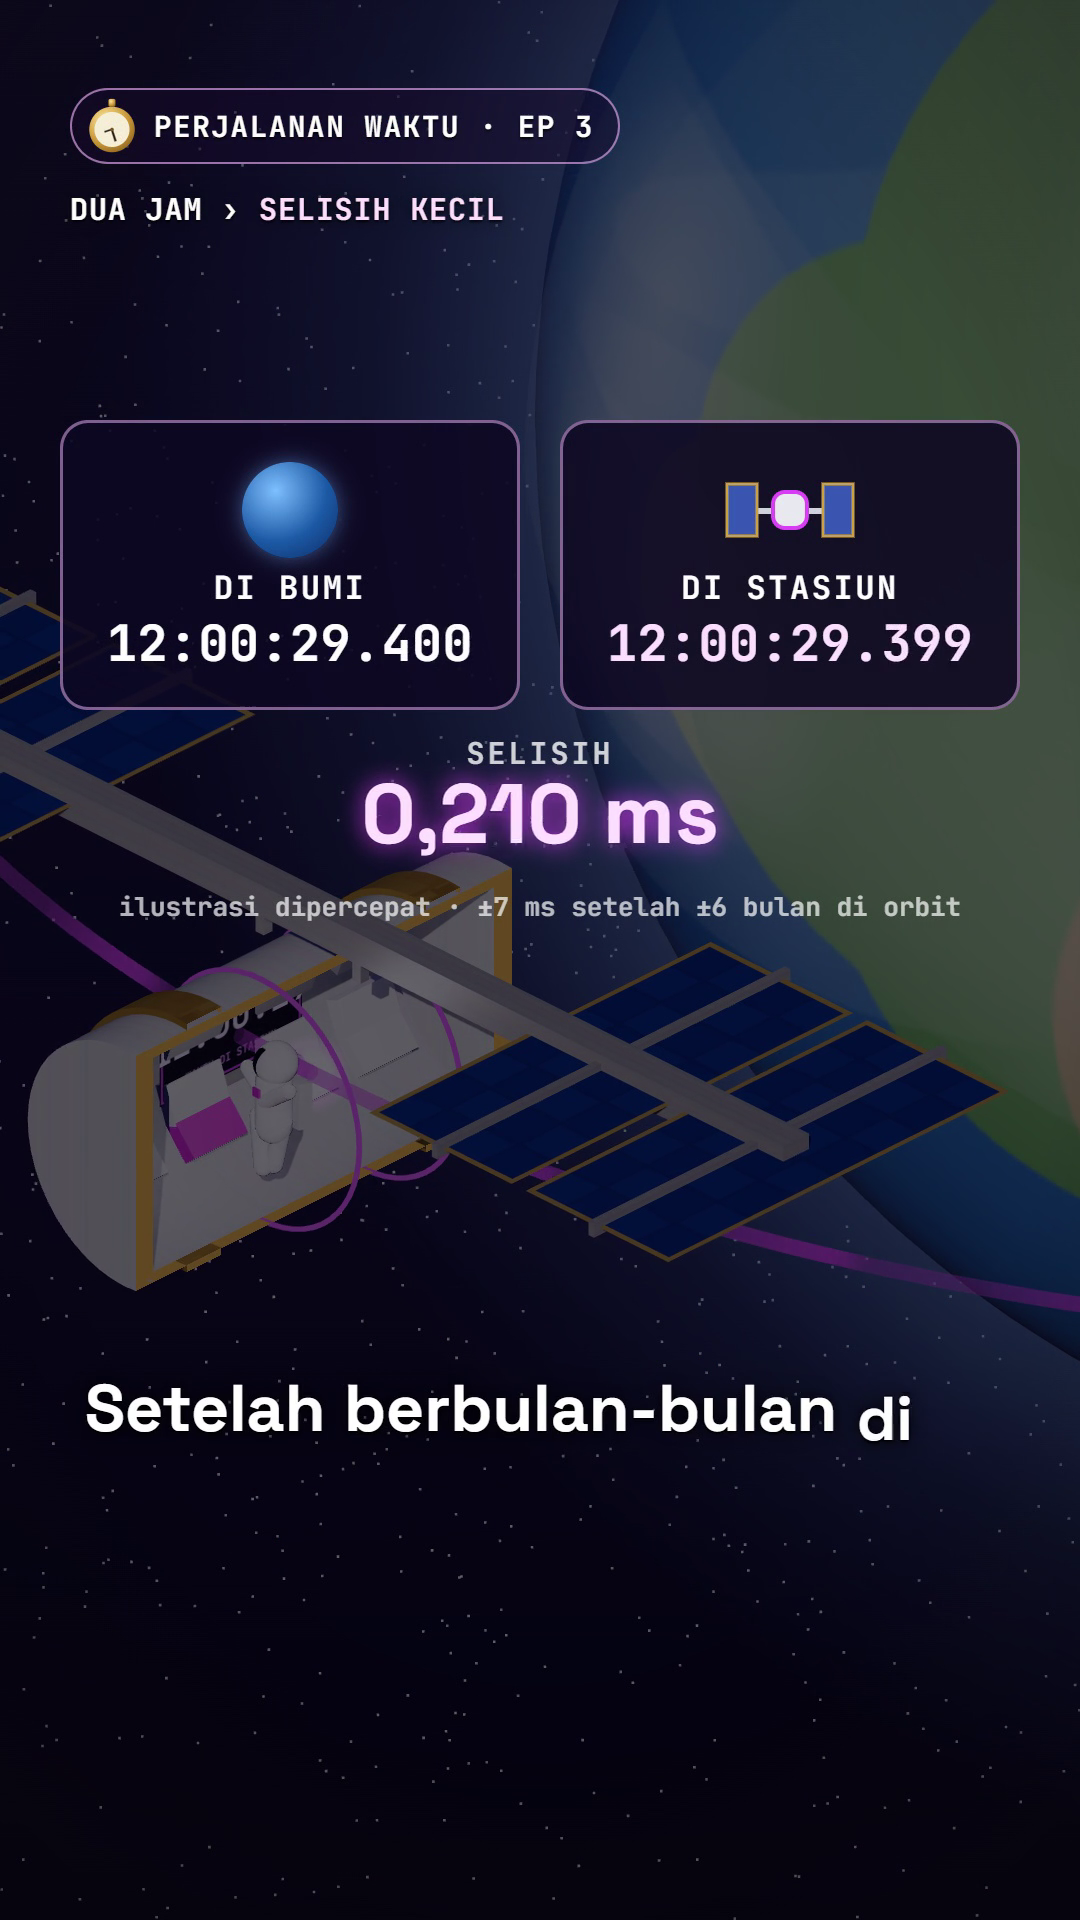 PERJALANAN WAKTU · EP 3
DUA JAM › SELISIH KECIL
DI BUMI
12:00:29.400
DI STASIUN
12:00:29.399
SELISIH
0,210 ms
ilustrasi dipercepat · ±7 ms setelah ±6 bulan di orbit
Setelah berbulan-bulan di